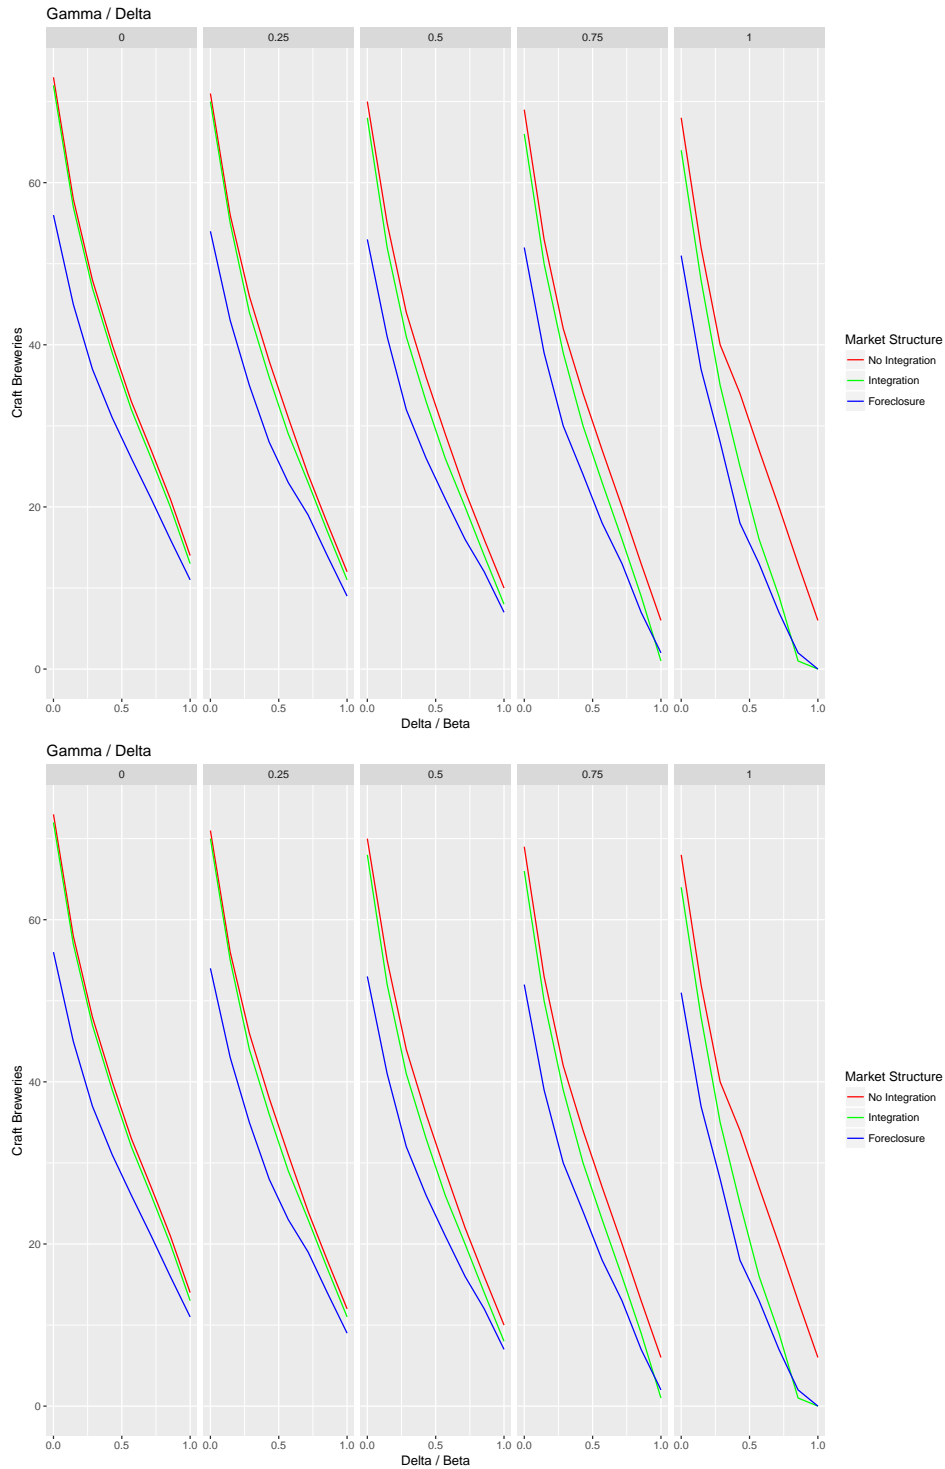 Gamma / Delta
0 0.25 0.5 0.75 1
60
40
20
0
Craft Breweries
0.0 0.5 1.0 0.0 0.5 1.0 0.0 0.5 1.0 0.0 0.5 1.0 0.0 0.5 1.0
Delta / Beta
Market Structure
No Integration
Integration
Foreclosure
Gamma / Delta
0 0.25 0.5 0.75 1
60
40
20
0
Craft Breweries
0.0 0.5 1.0 0.0 0.5 1.0 0.0 0.5 1.0 0.0 0.5 1.0 0.0 0.5 1.0
Delta / Beta
Market Structure
No Integration
Integration
Foreclosure